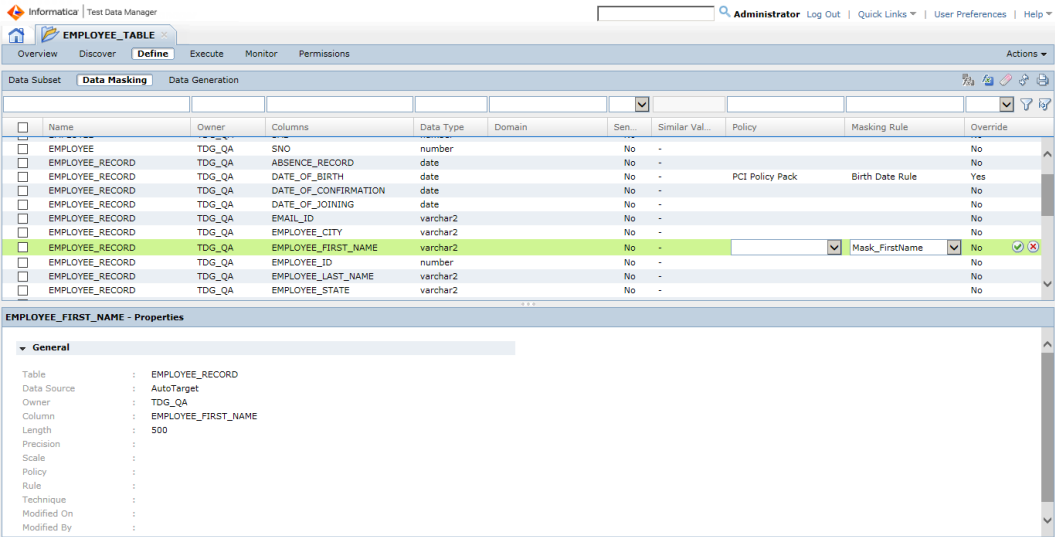 Informatica Test Data Manager
Administrator Log Out | Quick Links | User Preferences | Help
EMPLOYEE_TABLE
Overview Discover Define Execute Monitor Permissions Actions
Data Subset Data Masking Data Generation
Name Owner Columns Data Type Domain Sen... Similar Val... Policy Masking Rule Override
EMPLOYEE TDG_QA SNO number No - No
EMPLOYEE_RECORD TDG_QA ABSENCE_RECORD date No - No
EMPLOYEE_RECORD TDG_QA DATE_OF_BIRTH date No - PCI Policy Pack Birth Date Rule Yes
EMPLOYEE_RECORD TDG_QA DATE_OF_CONFIRMATION date No - No
EMPLOYEE_RECORD TDG_QA DATE_OF_JOINING date No - No
EMPLOYEE_RECORD TDG_QA EMAIL_ID varchar2 No - No
EMPLOYEE_RECORD TDG_QA EMPLOYEE_CITY varchar2 No - No
EMPLOYEE_RECORD TDG_QA EMPLOYEE_FIRST_NAME varchar2 No - Mask_FirstName No
EMPLOYEE_RECORD TDG_QA EMPLOYEE_ID number No - No
EMPLOYEE_RECORD TDG_QA EMPLOYEE_LAST_NAME varchar2 No - No
EMPLOYEE_RECORD TDG_QA EMPLOYEE_STATE varchar2 No - No
EMPLOYEE_FIRST_NAME - Properties
General
Table : EMPLOYEE_RECORD
Data Source : AutoTarget
Owner : TDG_QA
Column : EMPLOYEE_FIRST_NAME
Length : 500
Precision :
Scale :
Policy :
Rule :
Technique :
Modified On :
Modified By :